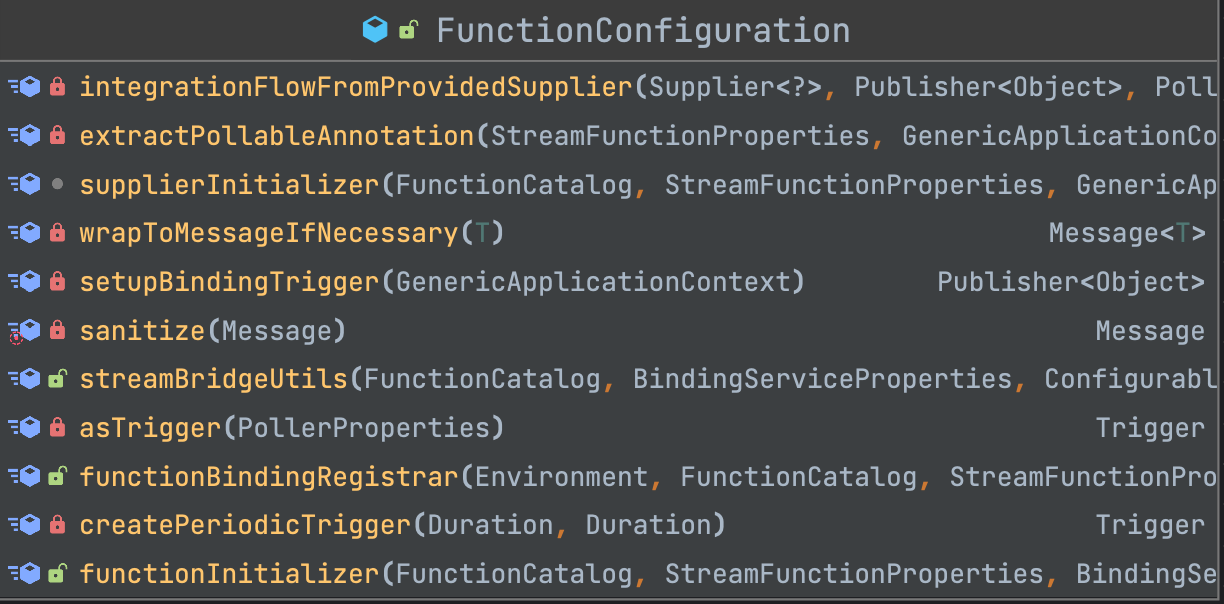 FunctionConfiguration
integrationFlowFromProvidedSupplier(Supplier<?>, Publisher<Object>, Poll
extractPollableAnnotation(StreamFunctionProperties, GenericApplicationCo
supplierInitializer(FunctionCatalog, StreamFunctionProperties, GenericAp
wrapToMessageIfNecessary(T) Message<T>
setupBindingTrigger(GenericApplicationContext) Publisher<Object>
sanitize(Message) Message
streamBridgeUtils(FunctionCatalog, BindingServiceProperties, Configurabl
asTrigger(PollerProperties) Trigger
functionBindingRegistrar(Environment, FunctionCatalog, StreamFunctionPro
createPeriodicTrigger(Duration, Duration) Trigger
functionInitializer(FunctionCatalog, StreamFunctionProperties, BindingSe